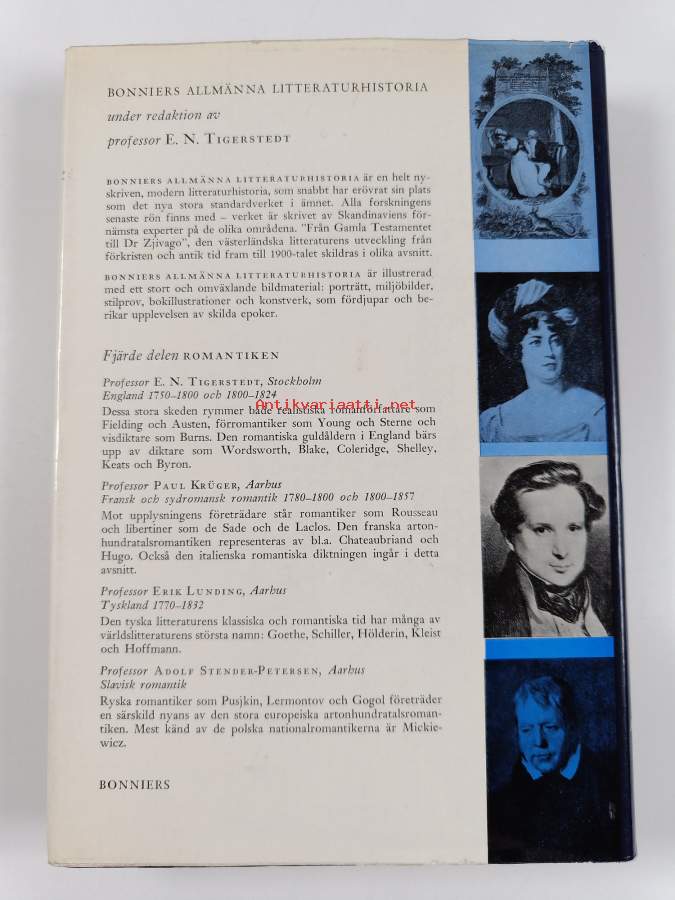 BONNIERS ALLMÄNNA LITTERATURHISTORIA
under redaktion av
professor E. N. TIGERSTEDT
BONNIERS ALLMÄNNA LITTERATURHISTORIA är en helt ny-
skriven, modern litteraturhistoria, som snabbt har erövrat sin plats
som det nya stora standardverket i ämnet. Alla forskningens
senaste rön finns med – verket är skrivet av Skandinaviens för-
nämsta experter på de olika områdena. "Från Gamla Testamentet
till Dr Zjivago", den västerländska litteraturens utveckling från
förkristen och antik tid fram till 1900-talet skildras i olika avsnitt.
BONNIERS ALLMÄNNA LITTERATURHISTORIA är illustrerad
med ett stort och omväxlande bildmaterial: porträtt, miljöbilder,
stilprov, bokillustrationer och konstverk, som fördjupar och be-
rikar upplevelsen av skilda epoker.
Fjärde delen ROMANTIKEN
Professor E. N. TIGERSTEDT, Stockholm
England 1750–1800 och 1800–1824
Antikvariaatti.net
Dessa stora skeden rymmer både realistiska romanförfattare som
Fielding och Austen, förromantiker som Young och Sterne och
visdiktare som Burns. Den romantiska guldåldern i England bärs
upp av diktare som Wordsworth, Blake, Coleridge, Shelley,
Keats och Byron.
Professor PAUL KRÜGER, Aarhus
Fransk och sydromansk romantik 1780–1800 och 1800–1857
Mot upplysningens företrädare står romantiker som Rousseau
och libertiner som de Sade och de Laclos. Den franska arton-
hundratalsromantiken representeras av bl.a. Chateaubriand och
Hugo. Också den italienska romantiska diktningen ingår i detta
avsnitt.
Professor ERIK LUNDING, Aarhus
Tyskland 1770–1832
Den tyska litteraturens klassiska och romantiska tid har många av
världslitteraturens största namn: Goethe, Schiller, Hölderin, Kleist
och Hoffmann.
Professor ADOLF STENDER-PETERSEN, Aarhus
Slavisk romantik
Ryska romantiker som Pusjkin, Lermontov och Gogol företräder
en särskild nyans av den stora europeiska artonhundratalsroman-
tiken. Mest känd av de polska nationalromantikerna är Mickie-
wicz.
BONNIERS